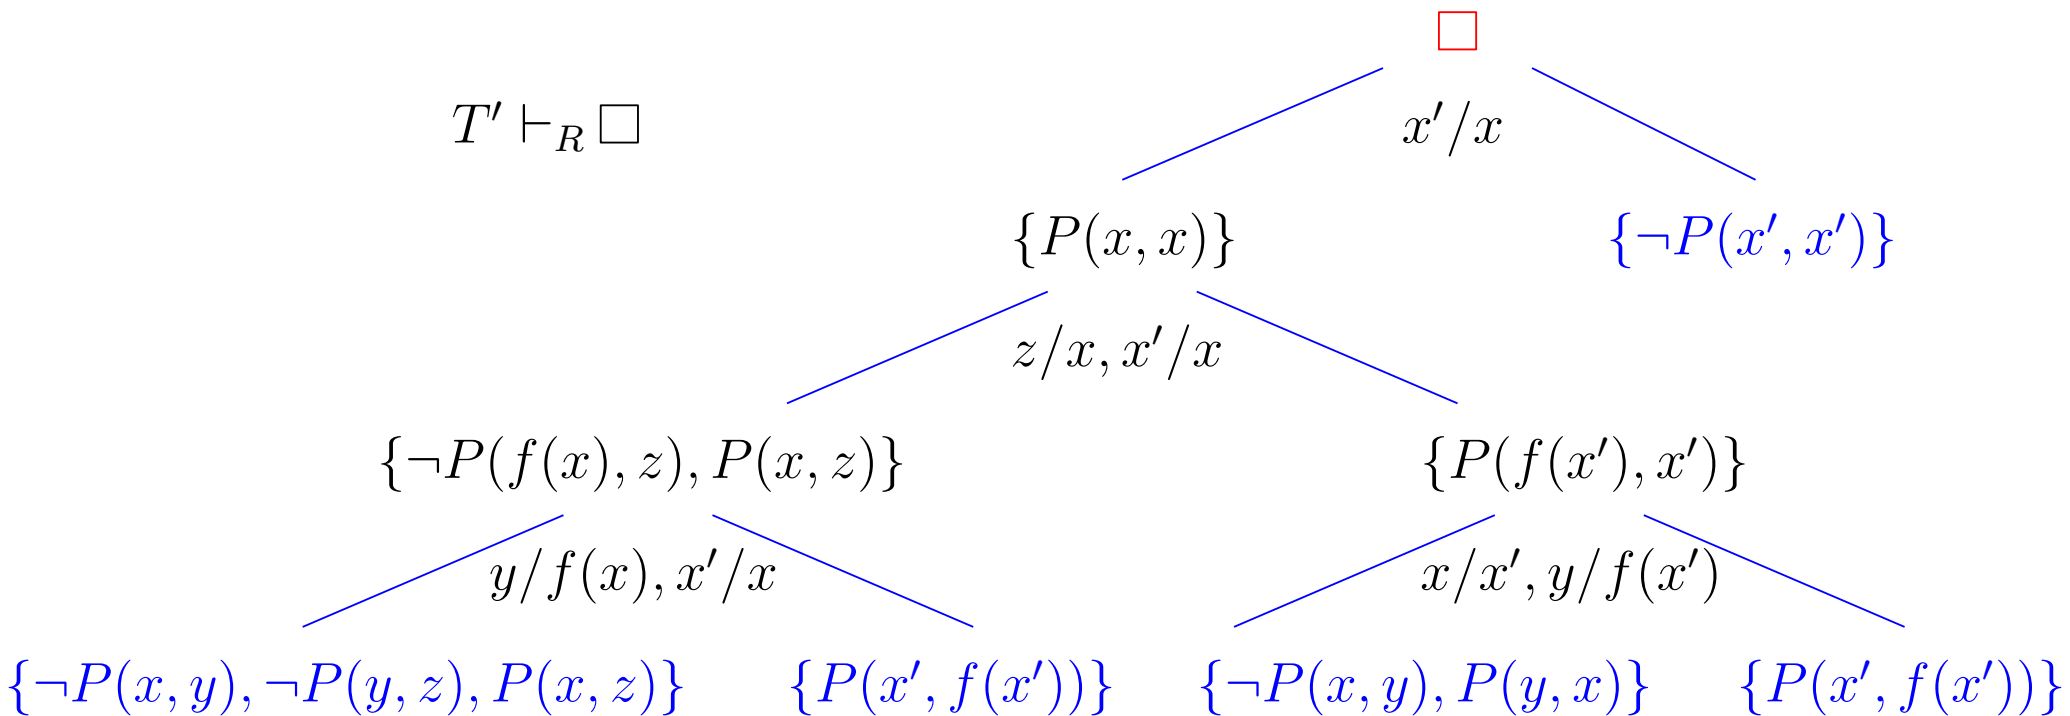 □
T′ ⊢_R □
x′/x
{P(x, x)}
{¬P(x′, x′)}
z/x, x′/x
{¬P(f(x), z), P(x, z)}
{P(f(x′), x′)}
y/f(x), x′/x
x/x′, y/f(x′)
{¬P(x, y), ¬P(y, z), P(x, z)}
{P(x′, f(x′))}
{¬P(x, y), P(y, x)}
{P(x′, f(x′))}